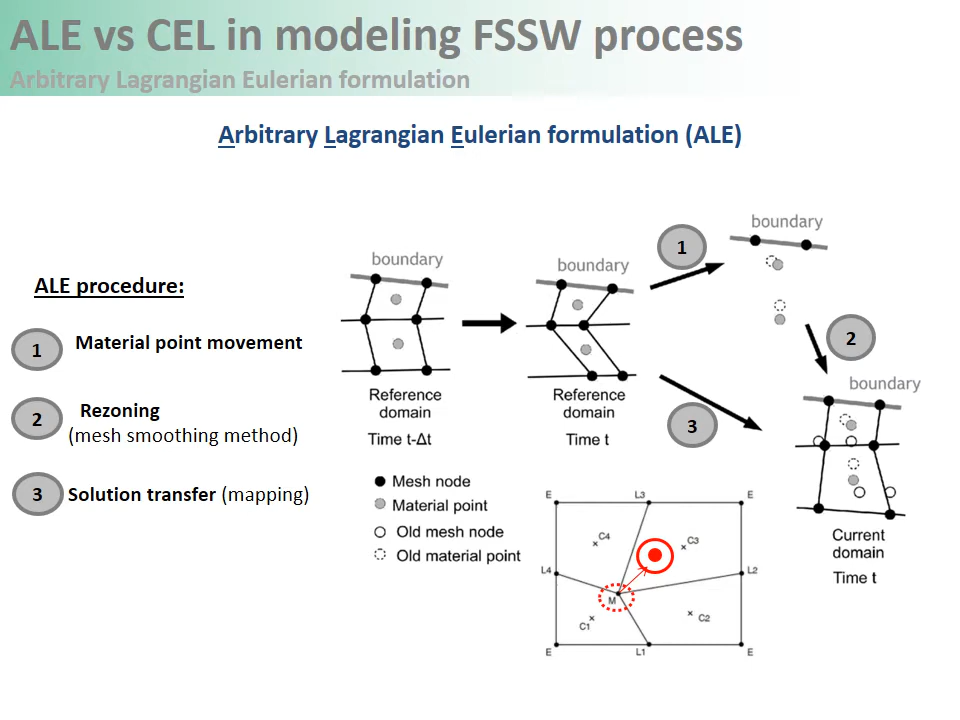 ALE vs CEL in modeling FSSW process
Arbitrary Lagrangian Eulerian formulation
Arbitrary Lagrangian Eulerian formulation (ALE)
ALE procedure:
1 Material point movement
2 Rezoning
(mesh smoothing method)
3 Solution transfer (mapping)
boundary
Reference
domain
Time t-Δt
boundary
Reference
domain
Time t
1
boundary
2
3
boundary
Current
domain
Time t
Mesh node
Material point
Old mesh node
Old material point
E L3 E
C4 C3
L4 L2
M
C1 C2
E L1 E